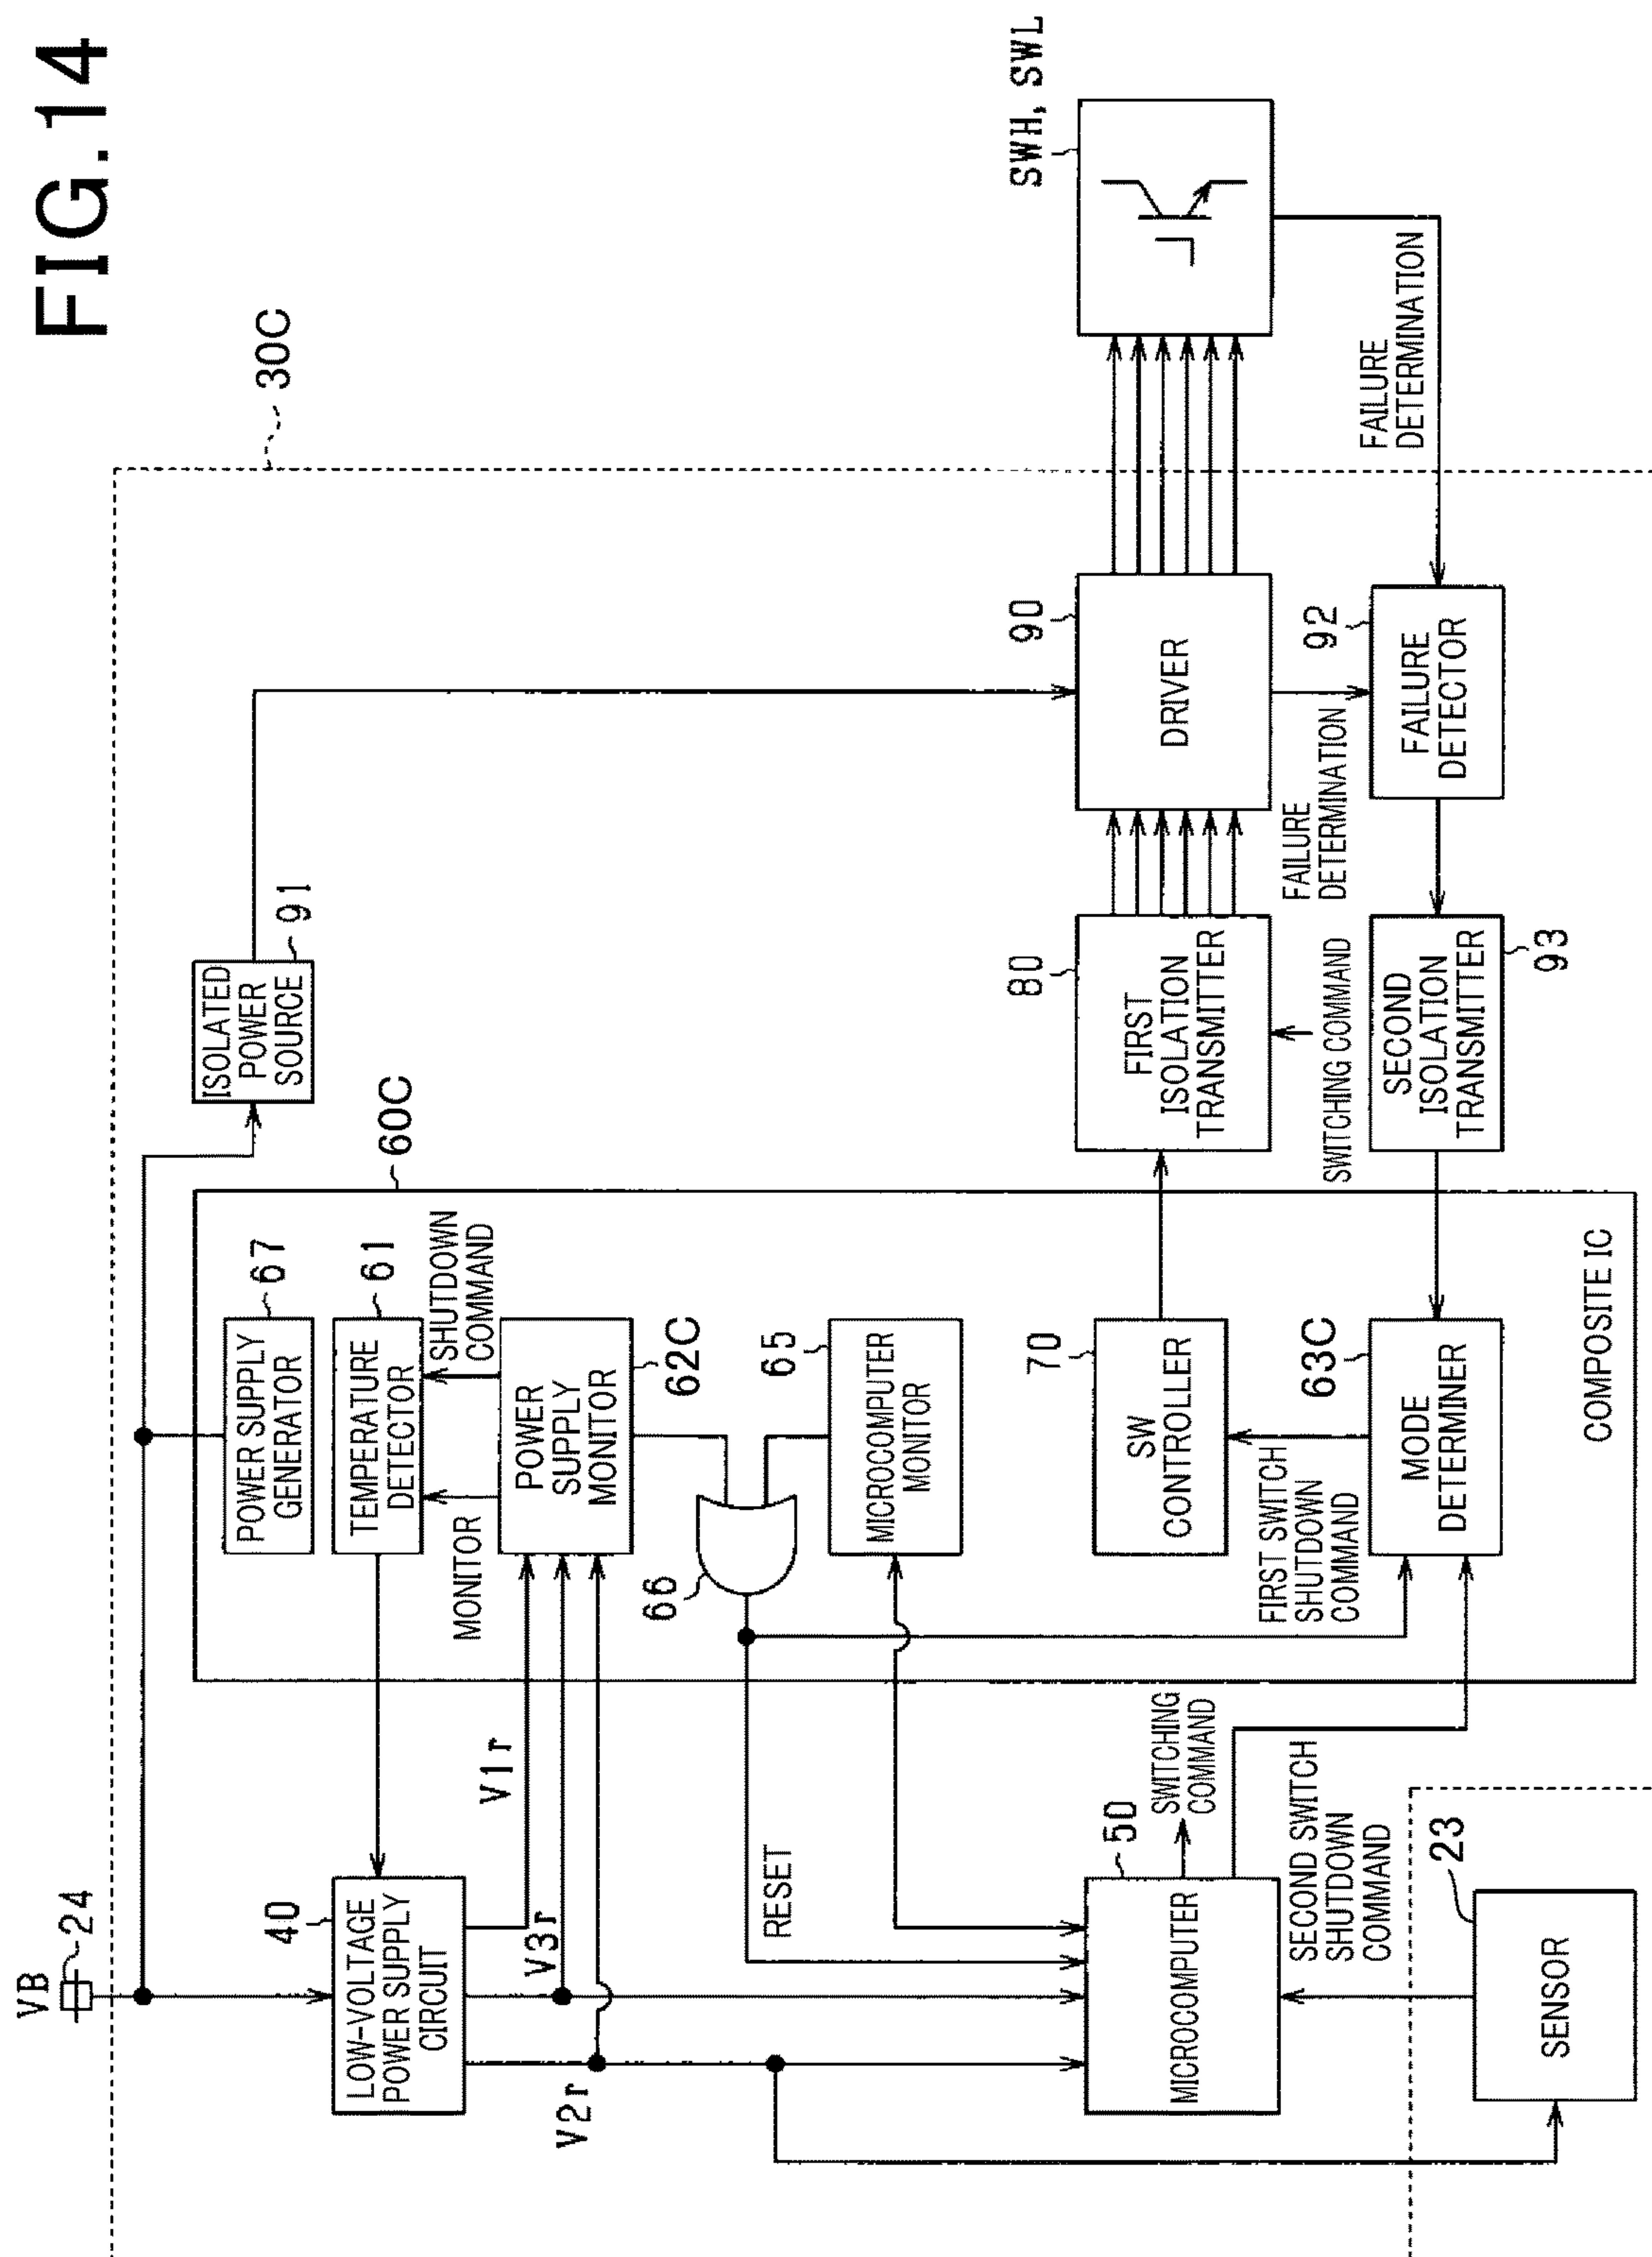 FIG.14
30C
VB
24
ISOLATED
POWER
SOURCE
91
60C
POWER SUPPLY
GENERATOR
67
TEMPERATURE
DETECTOR
61
SHUTDOWN
COMMAND
MONITOR
POWER
SUPPLY
MONITOR
62C
LOW-VOLTAGE
POWER SUPPLY
CIRCUIT
40
V1r
V3r
V2r
66
65
MICROCOMPUTER
MONITOR
RESET
MICROCOMPUTER
50
SWITCHING
COMMAND
SECOND SWITCH
SHUTDOWN
COMMAND
SENSOR
23
SW
CONTROLLER
70
FIRST SWITCH
SHUTDOWN
COMMAND
MODE
DETERMINER
63C
COMPOSITE IC
FIRST
ISOLATION
TRANSMITTER
80
SWITCHING COMMAND
SECOND
ISOLATION
TRANSMITTER
93
DRIVER
90
FAILURE
DETERMINATION
FAILURE
DETECTOR
92
FAILURE
DETERMINATION
SWH, SWL